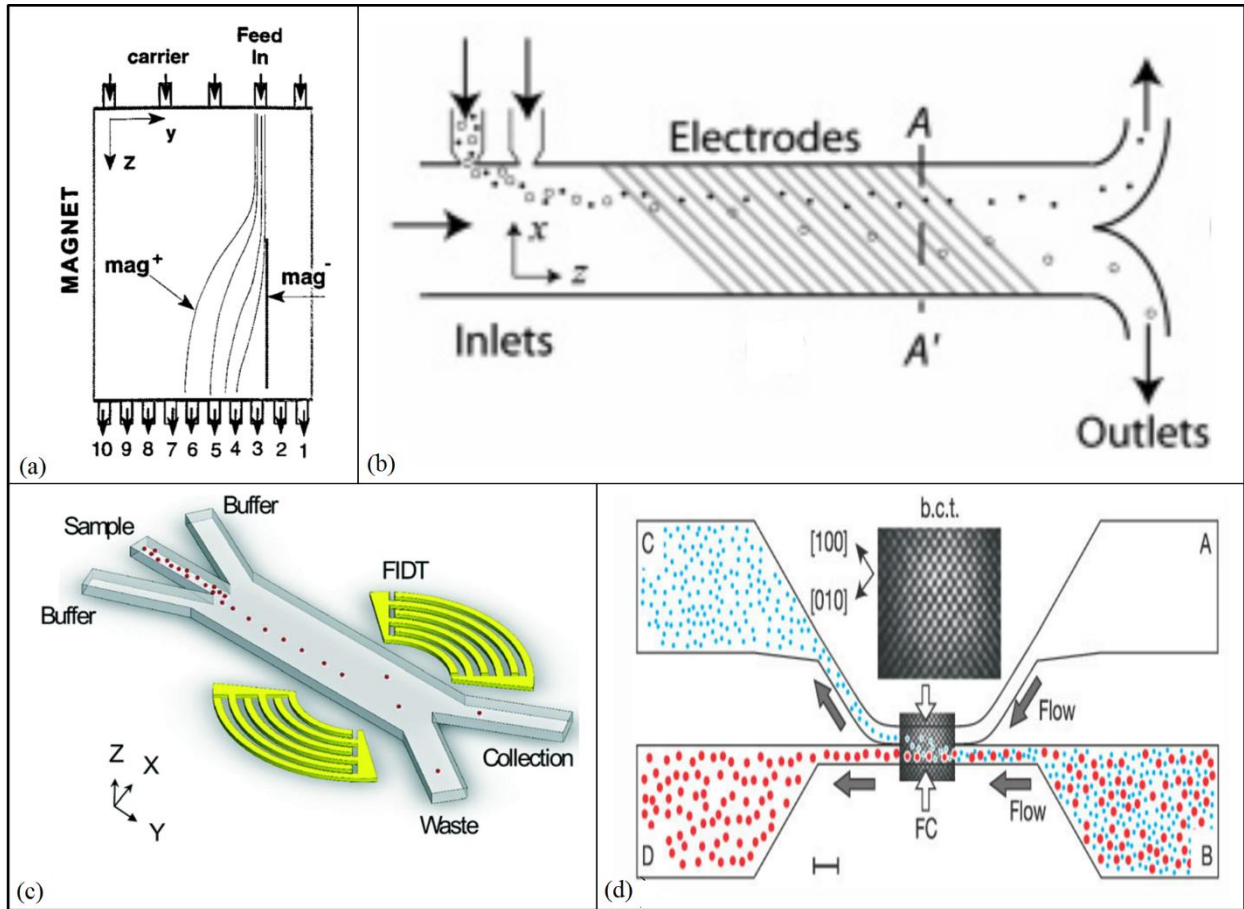 carrier
Feed
In
y
z
MAGNET
mag+
mag-
10 9 8 7 6 5 4 3 2 1
(a)
Electrodes
A
x
z
Inlets
A'
Outlets
(b)
Buffer
Sample
Buffer
FIDT
Collection
Waste
Z
X
Y
(c)
b.c.t.
[100]
[010]
C
A
Flow
Flow
FC
D
B
(d)